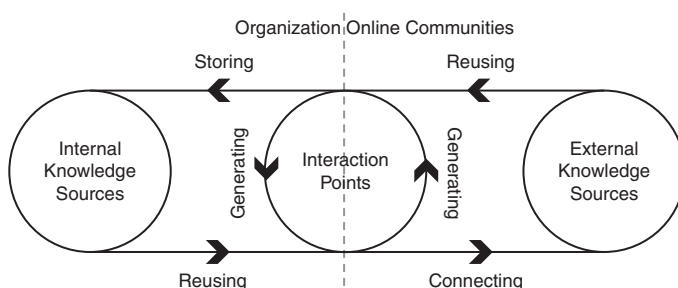 Organization Online Communities
Storing
Reusing
Internal
Knowledge
Sources
Generating
Interaction
Points
Generating
External
Knowledge
Sources
Reusing
Connecting